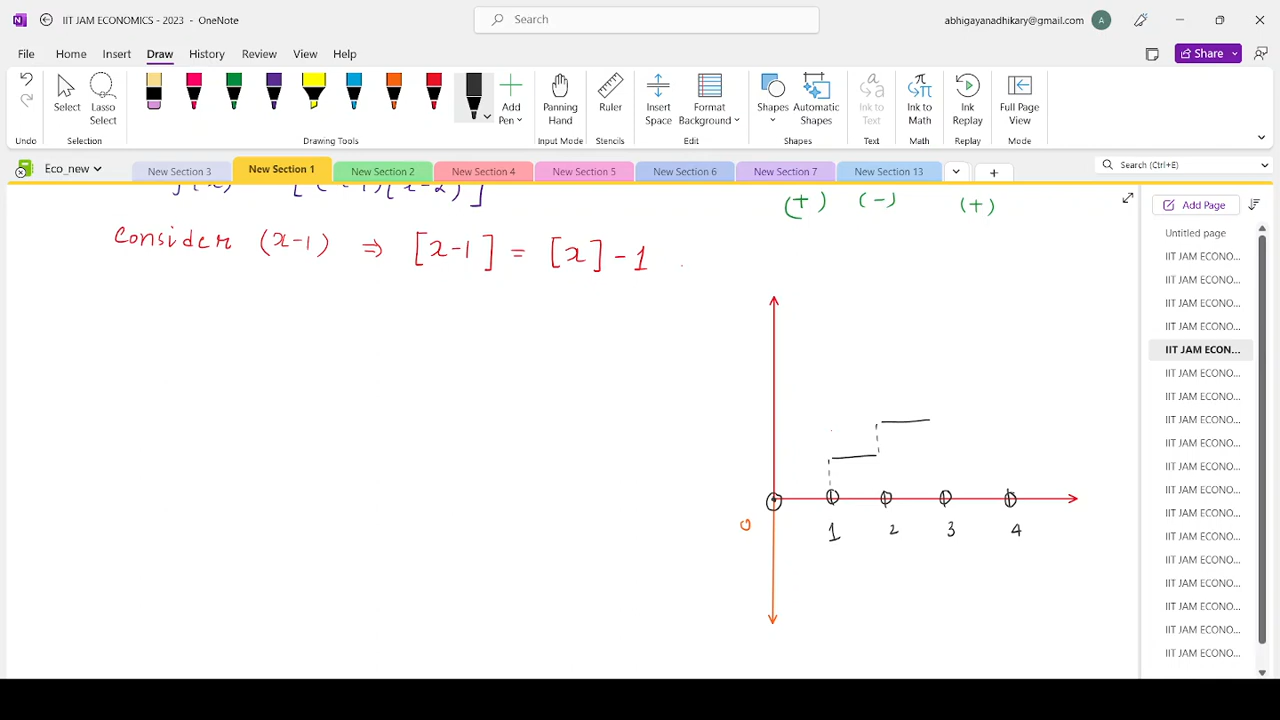 IIT JAM ECONOMICS - 2023 - OneNote
Search
abhigayanadhikary@gmail.com
A
File Home Insert Draw History Review View Help
Share
Undo
Select
Lasso Select
Add Pen
Panning Hand
Ruler
Insert Space
Format Background
Shapes
Automatic Shapes
Ink to Text
Ink to Math
Ink Replay
Full Page View
Undo Selection Drawing Tools Input Mode Stencils Edit Shapes Text Math Replay Mode
Eco_new
New Section 3 New Section 1 New Section 2 New Section 4 New Section 5 New Section 6 New Section 7 New Section 13
Search (Ctrl+E)
Add Page
Untitled page
IIT JAM ECONO...
IIT JAM ECONO...
IIT JAM ECONO...
IIT JAM ECONO...
IIT JAM ECON...
IIT JAM ECONO...
IIT JAM ECONO...
IIT JAM ECONO...
IIT JAM ECONO...
IIT JAM ECONO...
IIT JAM ECONO...
IIT JAM ECONO...
IIT JAM ECONO...
IIT JAM ECONO...
IIT JAM ECONO...
IIT JAM ECONO...
IIT JAM ECONO...
IIT JAM ECONO...
(+) (-) (+)
Consider (x-1) ⇒ [x-1] = [x] - 1
0 1 2 3 4